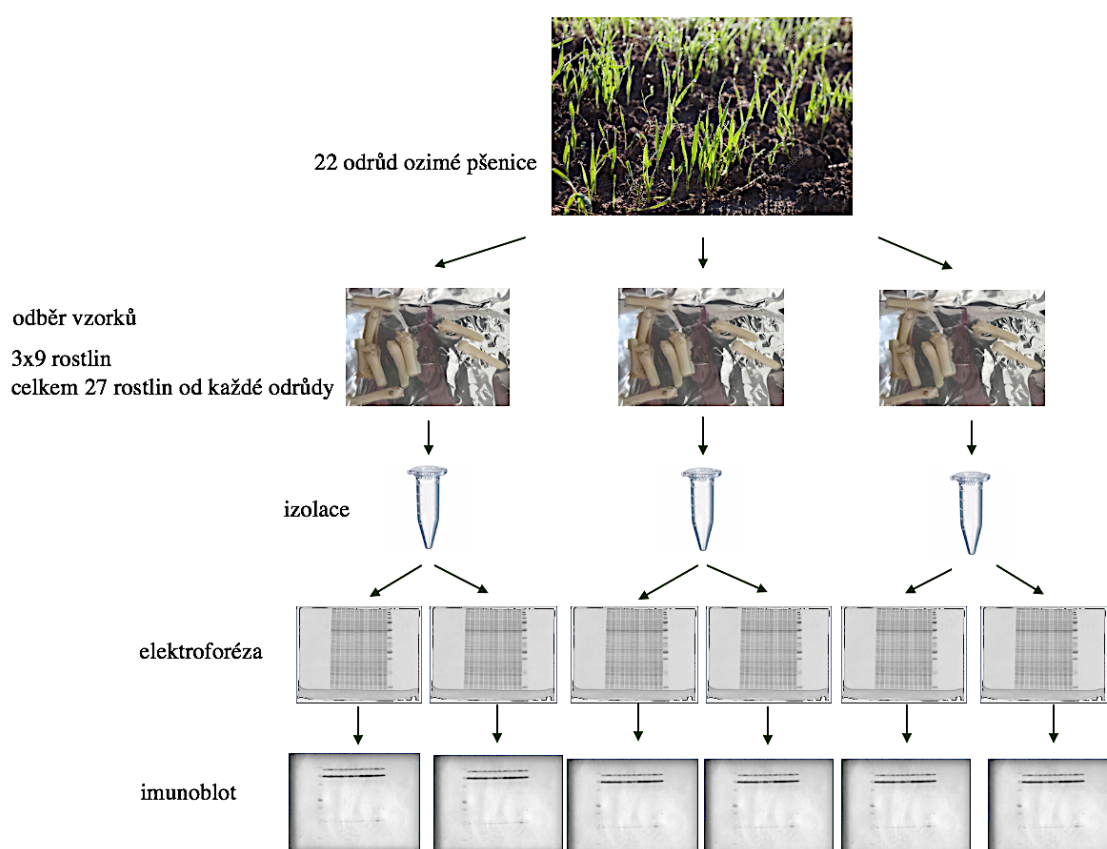 22 odrůd ozimé pšenice
odběr vzorků
3x9 rostlin
celkem 27 rostlin od každé odrůdy
izolace
elektroforéza
imunoblot